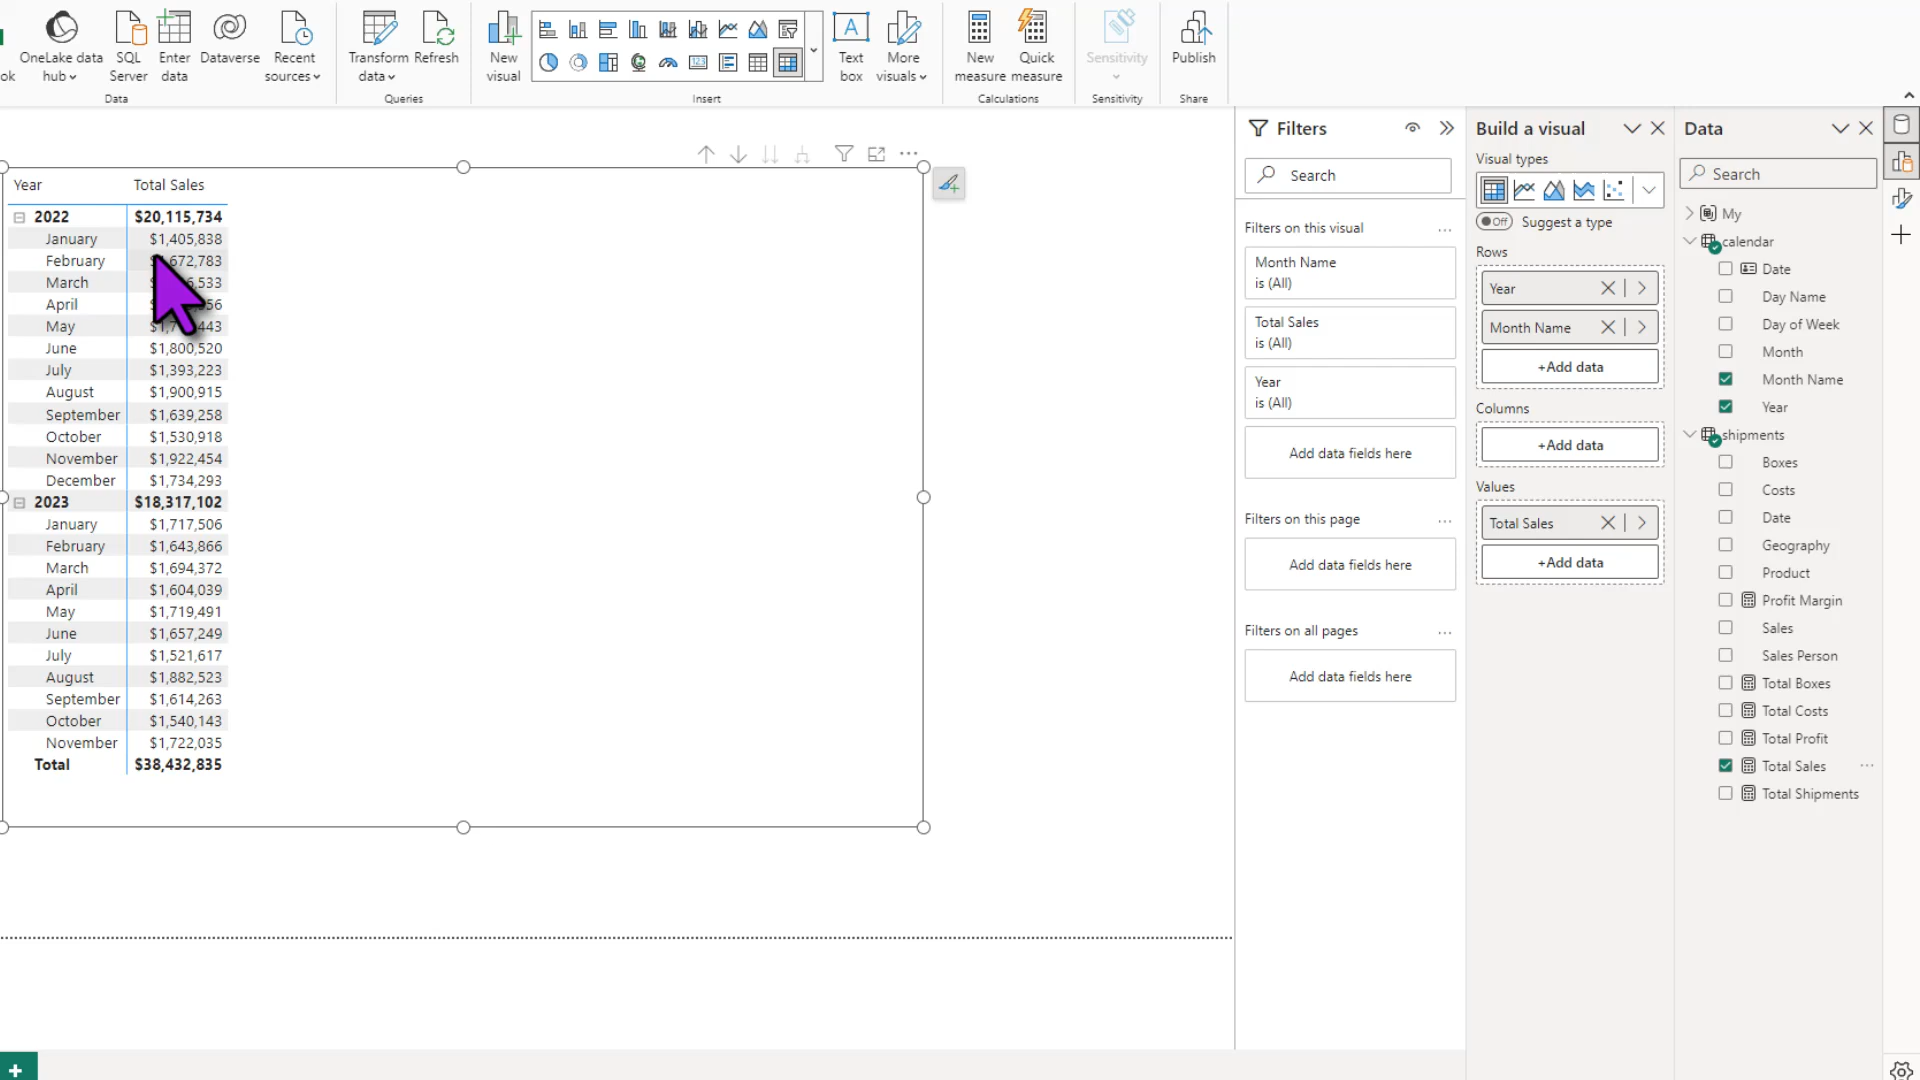 ok
OneLake data hub
SQL Server
Enter data
Dataverse
Recent sources
Data
Transform data
Refresh
Queries
New visual
Insert
Text box
A
More visuals
New measure
Quick measure
Calculations
Sensitivity
Sensitivity
Publish
Share
Year Total Sales
2022 $20,115,734
January $1,405,838
February 672,783
March 533
April
May 443
June $1,800,520
July $1,393,223
August $1,900,915
September $1,639,258
October $1,530,918
November $1,922,454
December $1,734,293
2023 $18,317,102
January $1,717,506
February $1,643,866
March $1,694,372
April $1,604,039
May $1,719,491
June $1,657,249
July $1,521,617
August $1,882,523
September $1,614,263
October $1,540,143
November $1,722,035
Total $38,432,835
Filters
Search
Filters on this visual ...
Month Name
is (All)
Total Sales
is (All)
Year
is (All)
Add data fields here
Filters on this page ...
Add data fields here
Filters on all pages ...
Add data fields here
Build a visual
Visual types
Off Suggest a type
Rows
Year
Month Name
+Add data
Columns
+Add data
Values
Total Sales
+Add data
Data
Search
My
calendar
Date
Day Name
Day of Week
Month
Month Name
Year
shipments
Boxes
Costs
Date
Geography
Product
Profit Margin
Sales
Sales Person
Total Boxes
Total Costs
Total Profit
Total Sales ...
Total Shipments